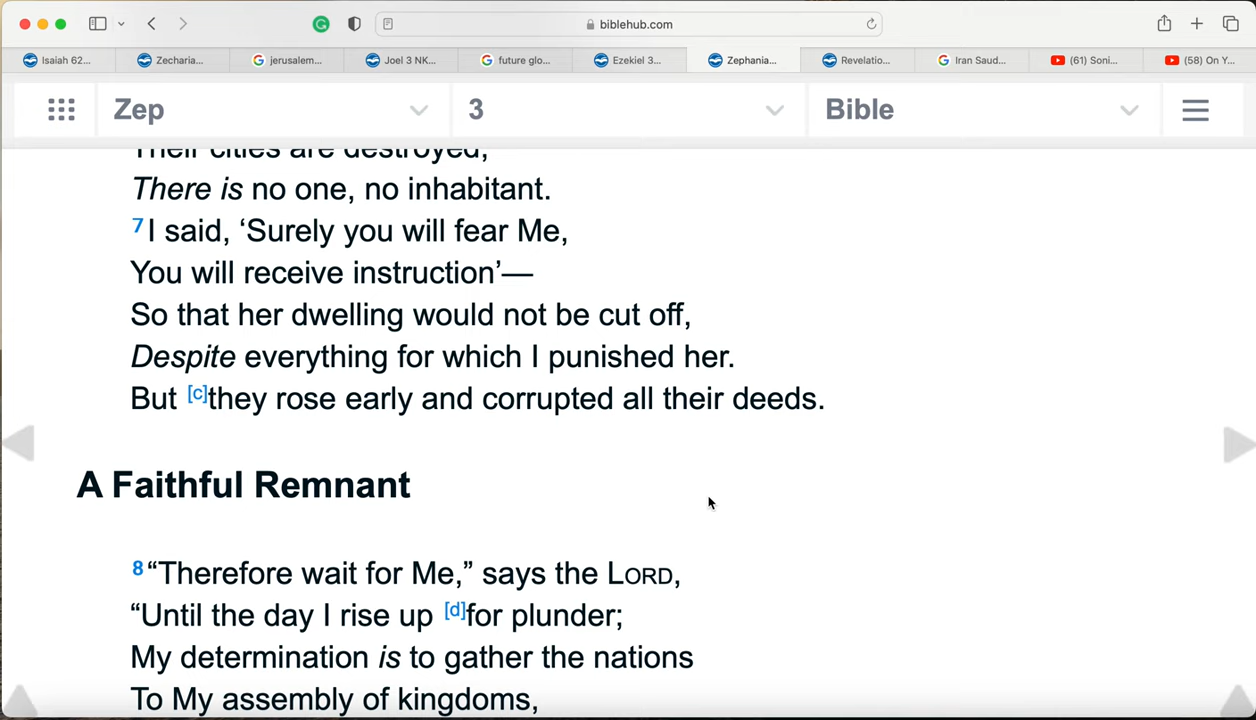 biblehub.com
Isaiah 62...
Zecharia...
jerusalem...
Joel 3 NK...
future glo...
Ezekiel 3...
Zephania...
Revelatio...
Iran Saud...
(61) Soni...
(58) On Y...
Zep
3
Bible
Their cities are destroyed,
There is no one, no inhabitant.
7 I said, ‘Surely you will fear Me,
You will receive instruction’—
So that her dwelling would not be cut off,
Despite everything for which I punished her.
But [c]they rose early and corrupted all their deeds.
A Faithful Remnant
8 “Therefore wait for Me,” says the LORD,
“Until the day I rise up [d]for plunder;
My determination is to gather the nations
To My assembly of kingdoms,